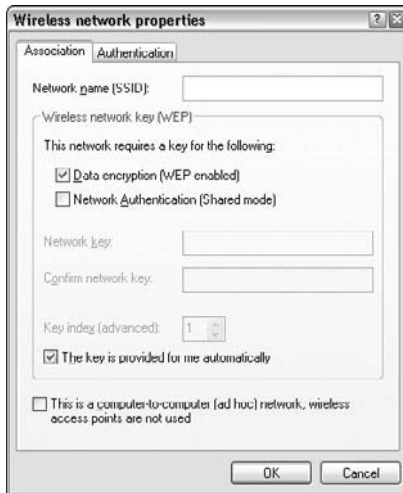 Wireless network properties
Association Authentication
Network name (SSID):
Wireless network key (WEP)
This network requires a key for the following:
Data encryption (WEP enabled)
Network Authentication (Shared mode)
Network key:
Confirm network key:
Key index (advanced): 1
The key is provided for me automatically
This is a computer-to-computer (ad hoc) network, wireless
access points are not used
OK Cancel